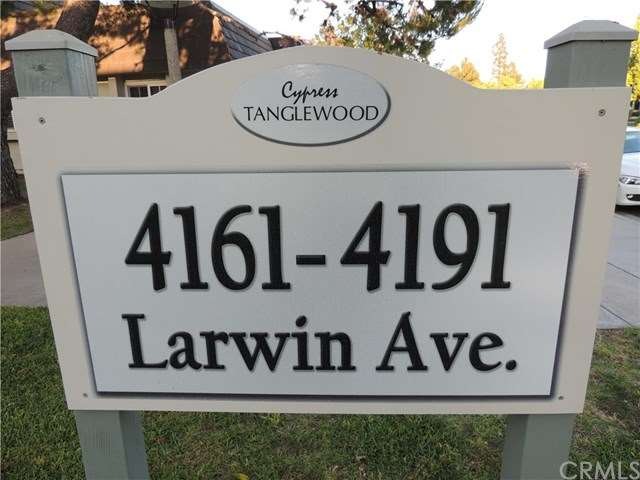 Cypress
TANGLEWOOD
4161-4191
Larwin Ave.
CRMLS